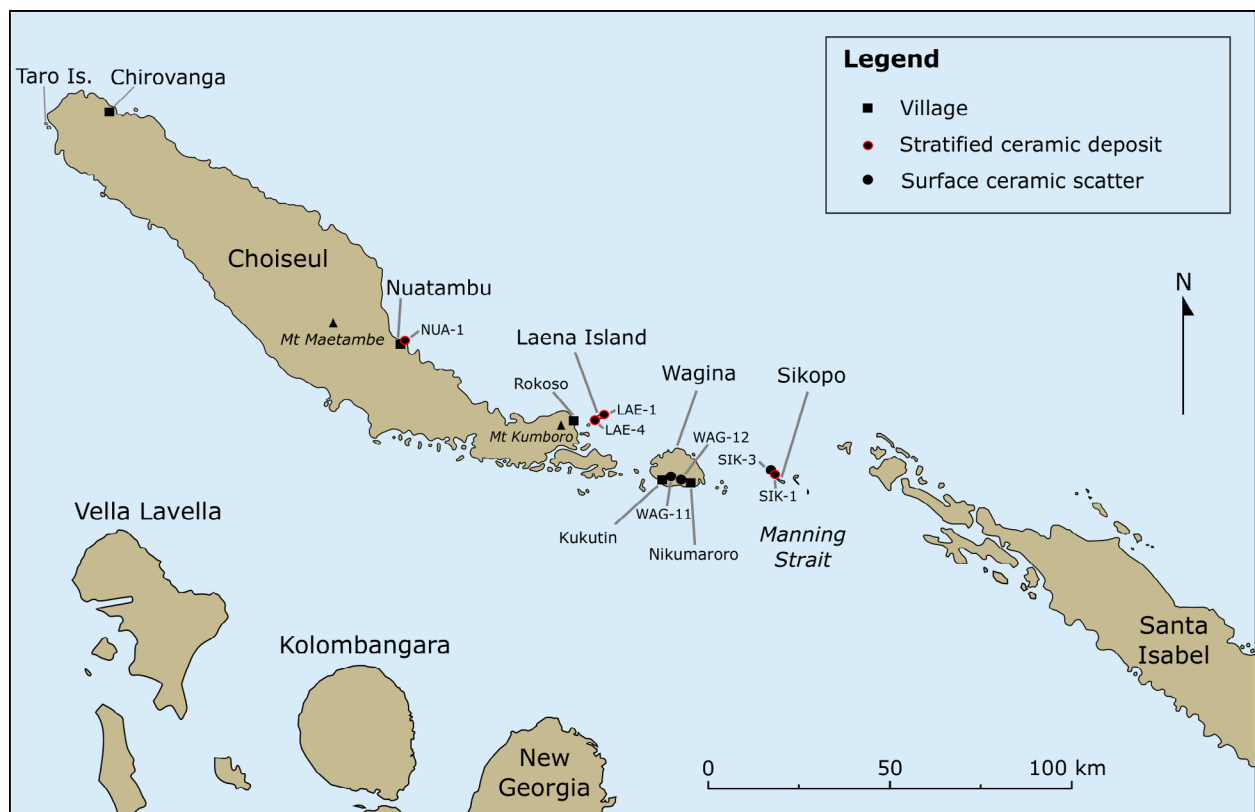 Legend
Village
Stratified ceramic deposit
Surface ceramic scatter
Taro Is.
Chirovanga
Choiseul
Nuatambu
NUA-1
Mt Maetambe
N
Laena Island
Rokoso
LAE-1
LAE-4
Mt Kumboro
Wagina
Sikopo
WAG-12
SIK-3
SIK-1
WAG-11
Kukutin
Nikumaroro
Manning
Strait
Vella Lavella
Kolombangara
Santa
Isabel
New
Georgia
0
50
100 km